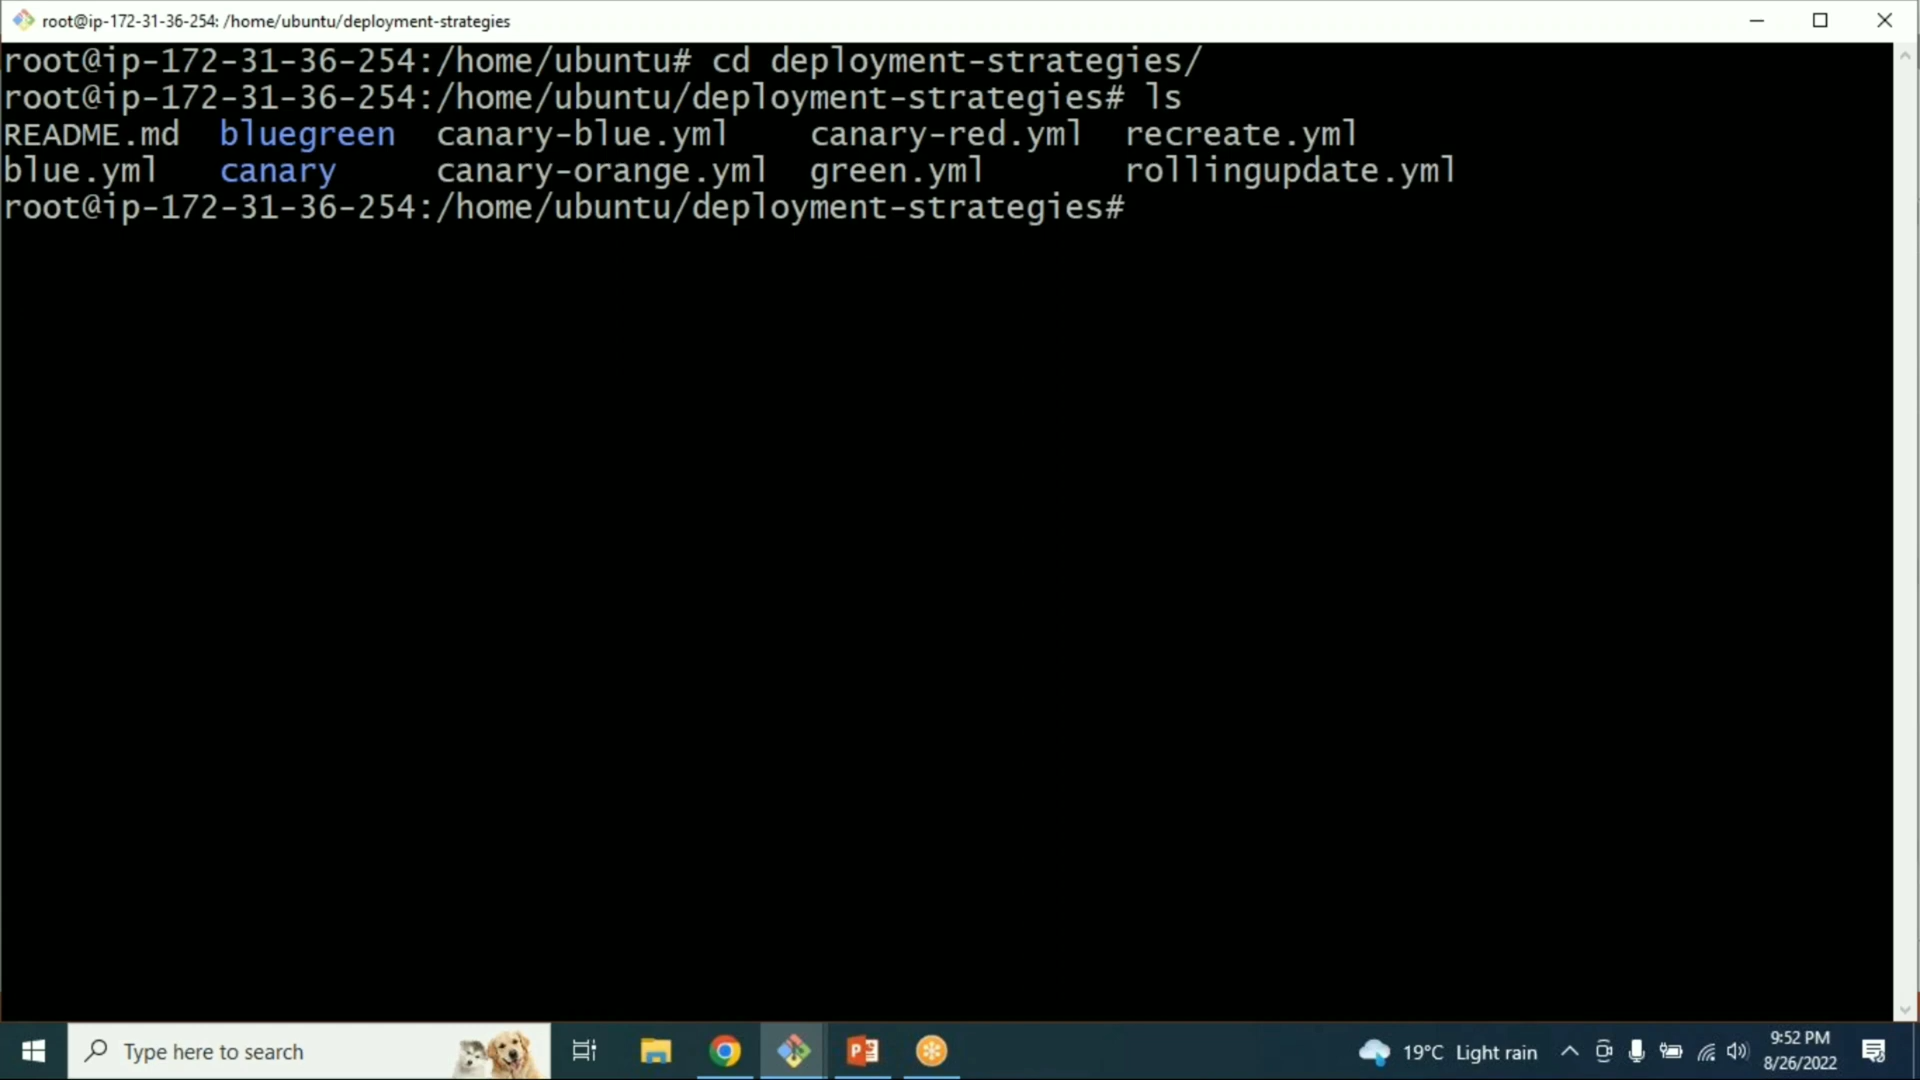 root@ip-172-31-36-254: /home/ubuntu/deployment-strategies
root@ip-172-31-36-254:/home/ubuntu# cd deployment-strategies/
root@ip-172-31-36-254:/home/ubuntu/deployment-strategies# ls
README.md bluegreen canary-blue.yml canary-red.yml recreate.yml
blue.yml canary canary-orange.yml green.yml rollingupdate.yml
root@ip-172-31-36-254:/home/ubuntu/deployment-strategies#
Type here to search
19°C Light rain
9:52 PM
8/26/2022